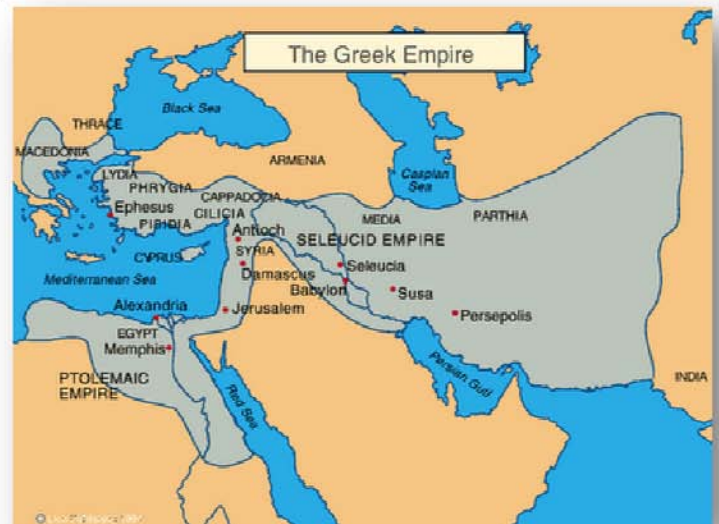 The Greek Empire
Black Sea
THRACE
MACEDONIA
ARMENIA
Caspian
Sea
LYDIA
PHRYGIA
CAPPADOCIA
Ephesus
CILICIA
PISIDIA
MEDIA
PARTHIA
Antioch
SELEUCID EMPIRE
CYPRUS
SYRIA
Seleucia
Mediterranean Sea
Damascus
Babylon
Susa
Alexandria
Jerusalem
Persepolis
EGYPT
Memphis
PTOLEMAIC
EMPIRE
Red Sea
Persian Gulf
INDIA